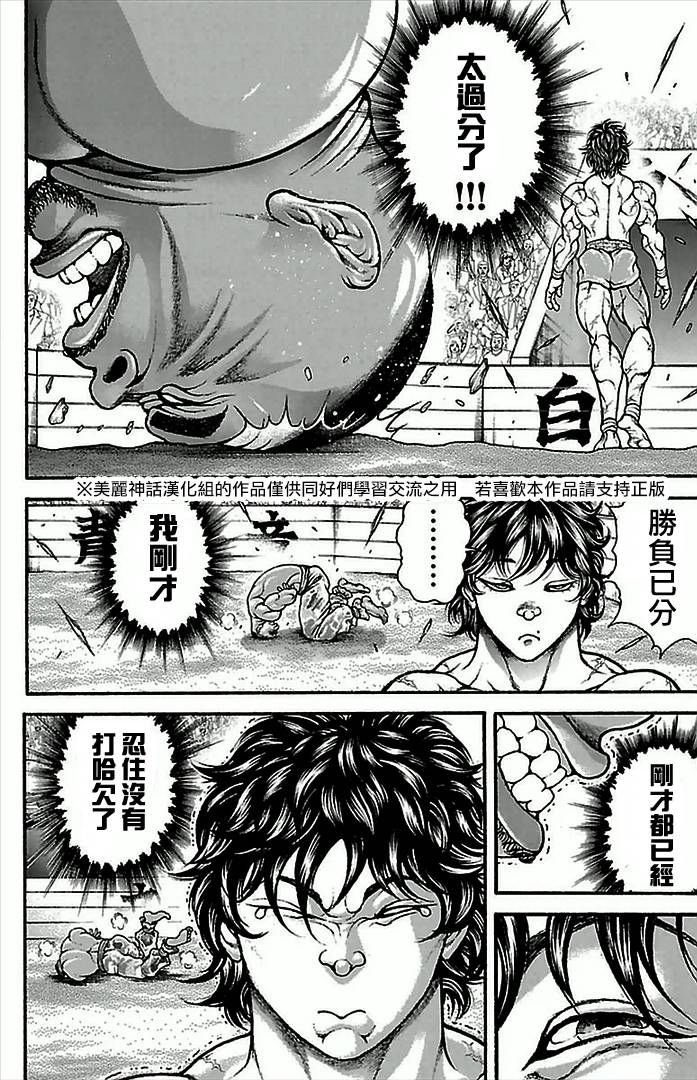 太過分了!!!
白
※美麗神話漢化組的作品僅供同好們學習交流之用　若喜歡本作品請支持正版
勝負已分
………
我剛才
青
剛才都已經
忍住沒有
打哈欠了